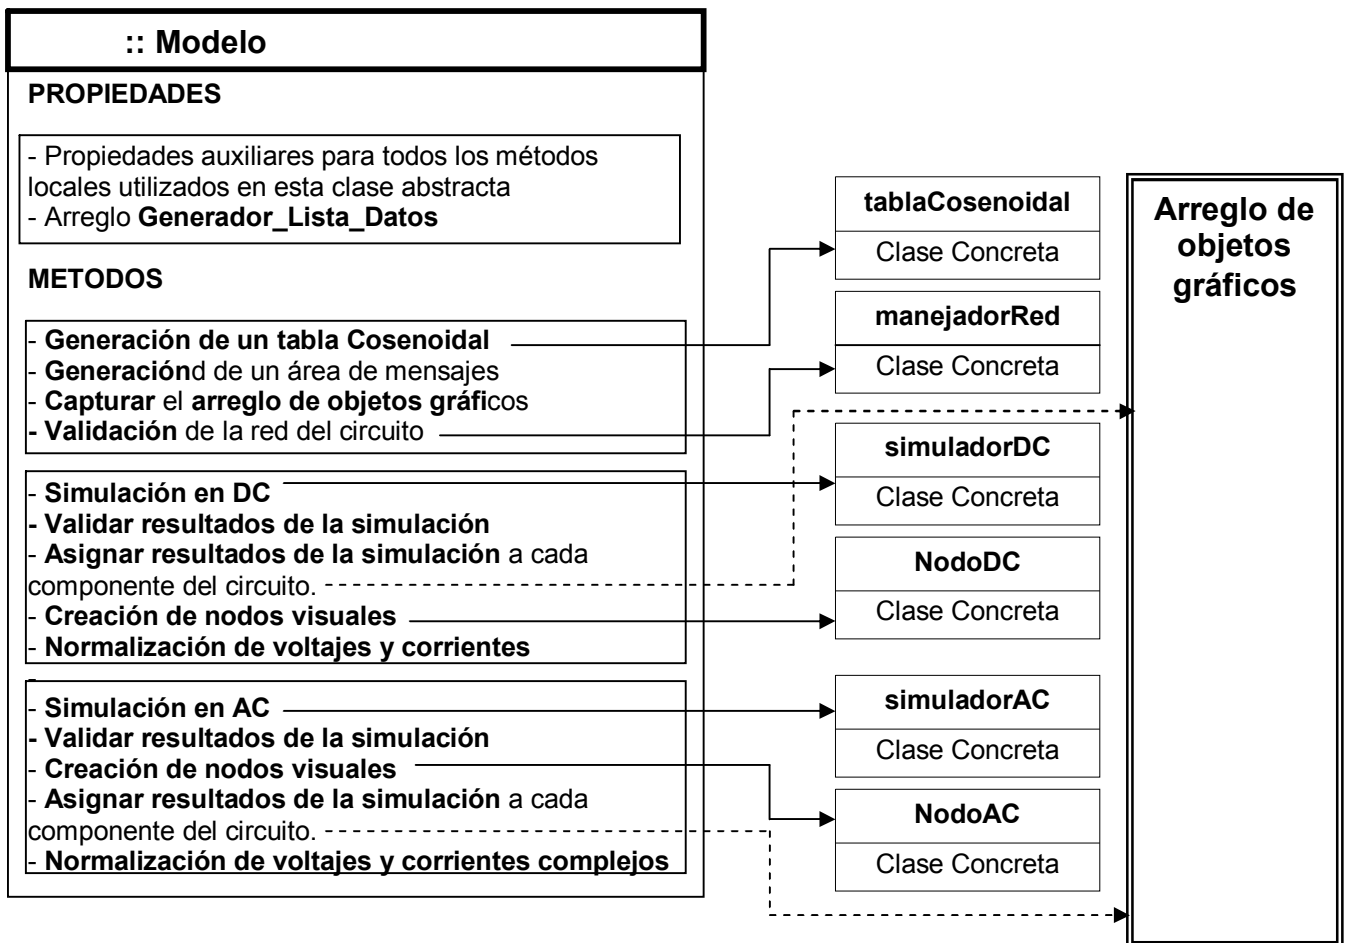 :: Modelo
PROPIEDADES
- Propiedades auxiliares para todos los métodos
locales utilizados en esta clase abstracta
- Arreglo Generador_Lista_Datos
METODOS
- Generación de un tabla Cosenoidal
- Generaciónd de un área de mensajes
- Capturar el arreglo de objetos gráficos
- Validación de la red del circuito
- Simulación en DC
- Validar resultados de la simulación
- Asignar resultados de la simulación a cada
componente del circuito.
- Creación de nodos visuales
- Normalización de voltajes y corrientes
-
- Simulación en AC
- Validar resultados de la simulación
- Creación de nodos visuales
- Asignar resultados de la simulación a cada
componente del circuito.
- Normalización de voltajes y corrientes complejos
tablaCosenoidal
Clase Concreta
manejadorRed
Clase Concreta
simuladorDC
Clase Concreta
NodoDC
Clase Concreta
simuladorAC
Clase Concreta
NodoAC
Clase Concreta
Arreglo de
objetos
gráficos